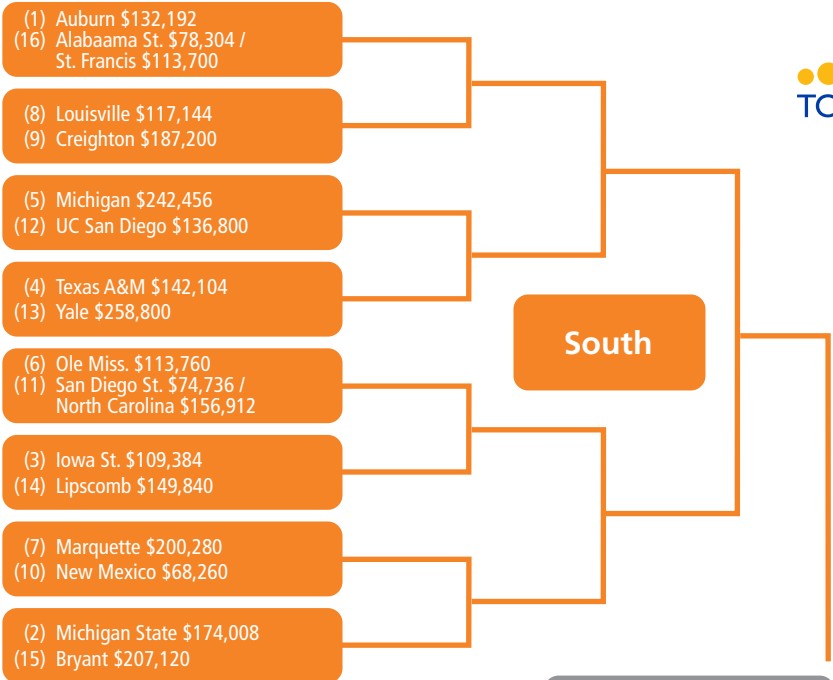 (1) Auburn $132,192
(16) Alabaama St. $78,304 /
St. Francis $113,700
(8) Louisville $117,144
(9) Creighton $187,200
(5) Michigan $242,456
(12) UC San Diego $136,800
(4) Texas A&M $142,104
(13) Yale $258,800
(6) Ole Miss. $113,760
(11) San Diego St. $74,736 /
North Carolina $156,912
(3) Iowa St. $109,384
(14) Lipscomb $149,840
(7) Marquette $200,280
(10) New Mexico $68,260
(2) Michigan State $174,008
(15) Bryant $207,120
South